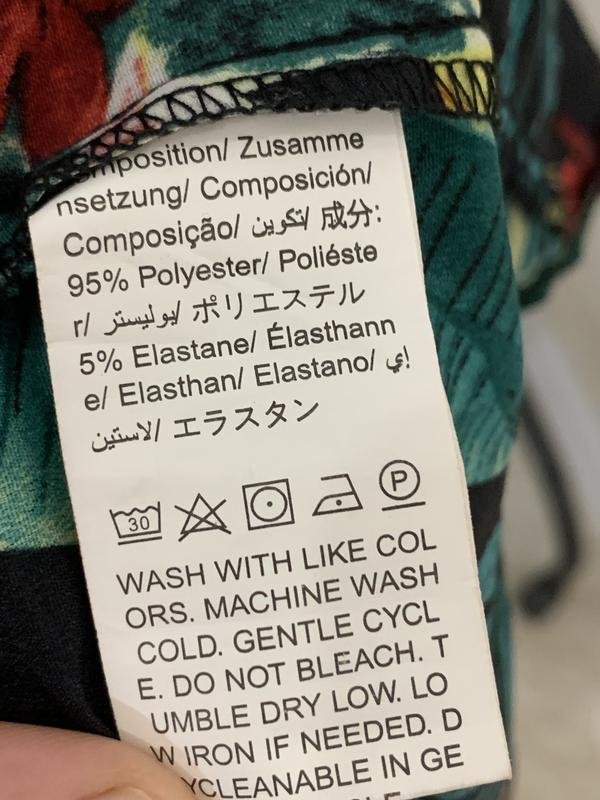 mposition/ Zusamme
nsetzung/ Composición/
Composição/ تكوين/ 成分:
95% Polyester/ Poliéste
r/ بوليستر/ ポリエステル
5% Elastane/ Élasthann
e/ Elasthan/ Elastano/ إي
لاستين/ エラスタン
30 P
WASH WITH LIKE COL
ORS. MACHINE WASH
COLD. GENTLE CYCL
E. DO NOT BLEACH. T
UMBLE DRY LOW. LO
W IRON IF NEEDED. D
YCLEANABLE IN GE